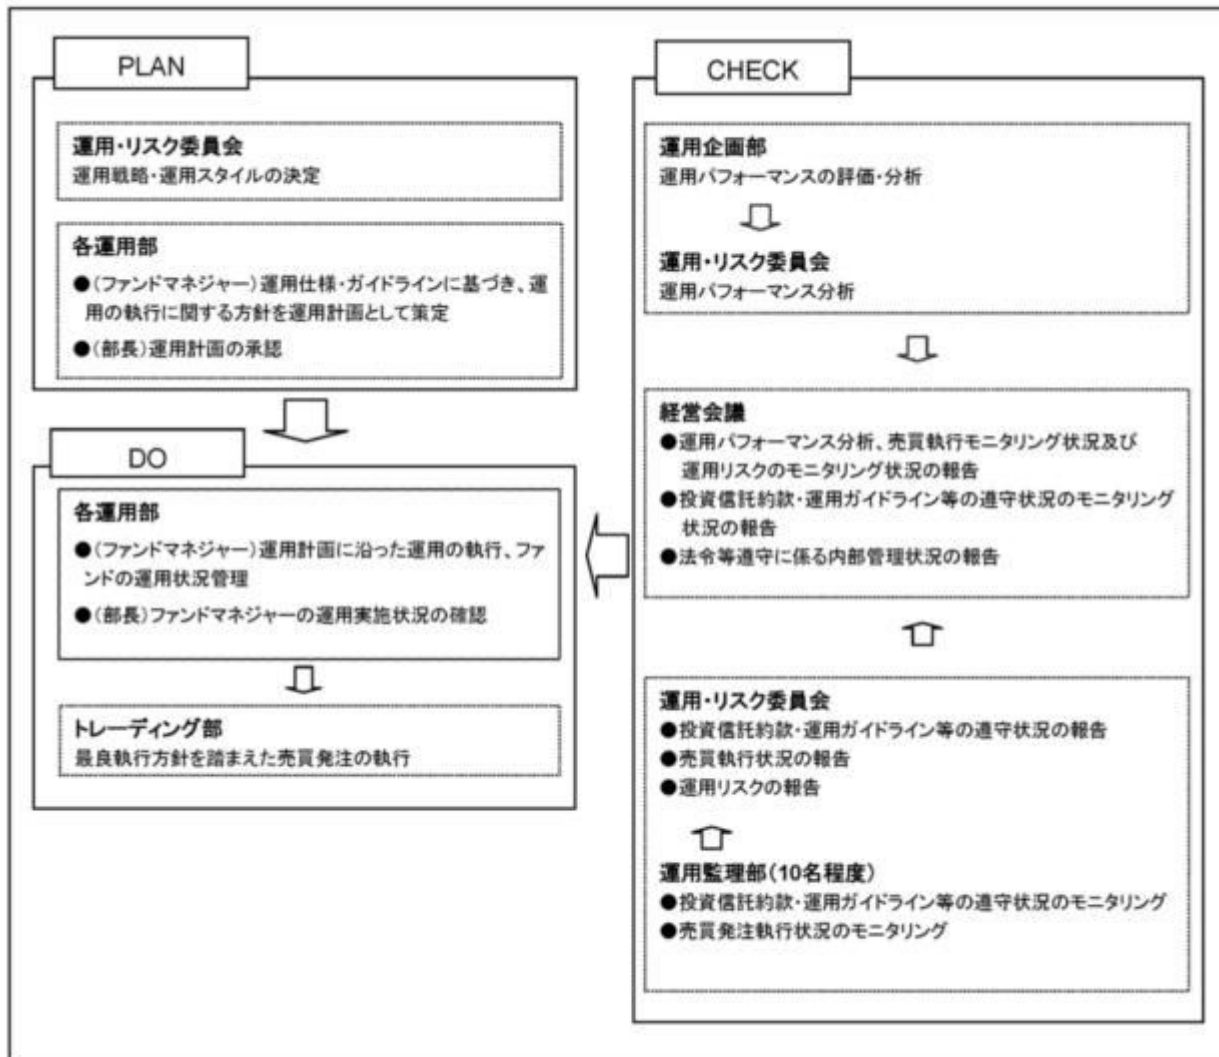 PLAN
運用・リスク委員会
運用戦略・運用スタイルの決定
各運用部
●(ファンドマネジャー)運用仕様・ガイドラインに基づき、運
用の執行に関する方針を運用計画として策定
●(部長)運用計画の承認
DO
各運用部
●(ファンドマネジャー)運用計画に沿った運用の執行、ファ
ンドの運用状況管理
●(部長)ファンドマネジャーの運用実施状況の確認
トレーディング部
最良執行方針を踏まえた売買発注の執行
CHECK
運用企画部
運用パフォーマンスの評価・分析
運用・リスク委員会
運用パフォーマンス分析
経営会議
●運用パフォーマンス分析、売買執行モニタリング状況及び
運用リスクのモニタリング状況の報告
●投資信託約款・運用ガイドライン等の遵守状況のモニタリング
状況の報告
●法令等遵守に係る内部管理状況の報告
運用・リスク委員会
●投資信託約款・運用ガイドライン等の遵守状況の報告
●売買執行状況の報告
●運用リスクの報告
運用監理部(10名程度)
●投資信託約款・運用ガイドライン等の遵守状況のモニタリング
●売買発注執行状況のモニタリング